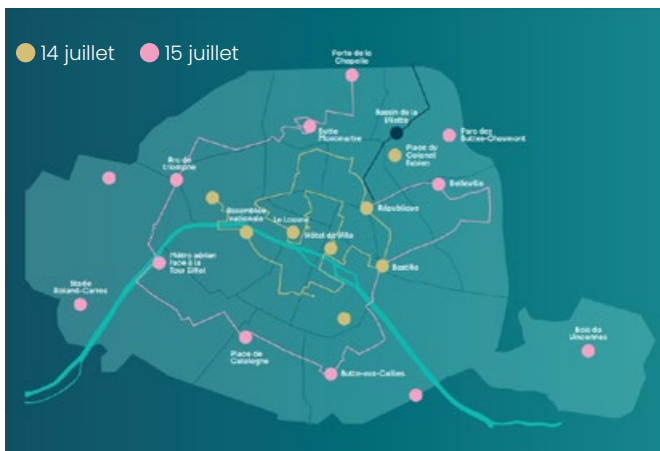 14 juillet
15 juillet
Porte de la
Chapelle
Bassin de la
Villette
Butte
Montmartre
Parc des
Buttes-Chaumont
Place du
Colonel
Fabien
Arc de
triomphe
Belleville
Assemblée
nationale
Le Louvre
République
Hôtel de Ville
Métro aérien
face à la
Tour Eiffel
Bastille
Stade
Roland-Garros
Place de
Catalogne
Butte-aux-Cailles
Bois de
Vincennes